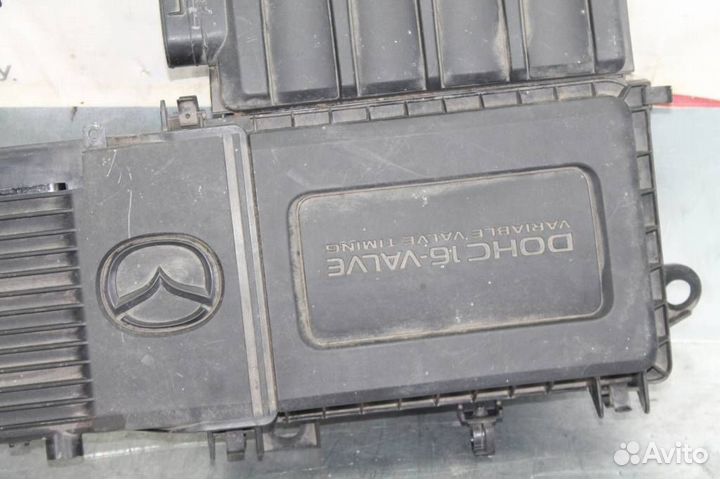 DOHC 16-VALVE
VARIABLE VALVE TIMING
Avito